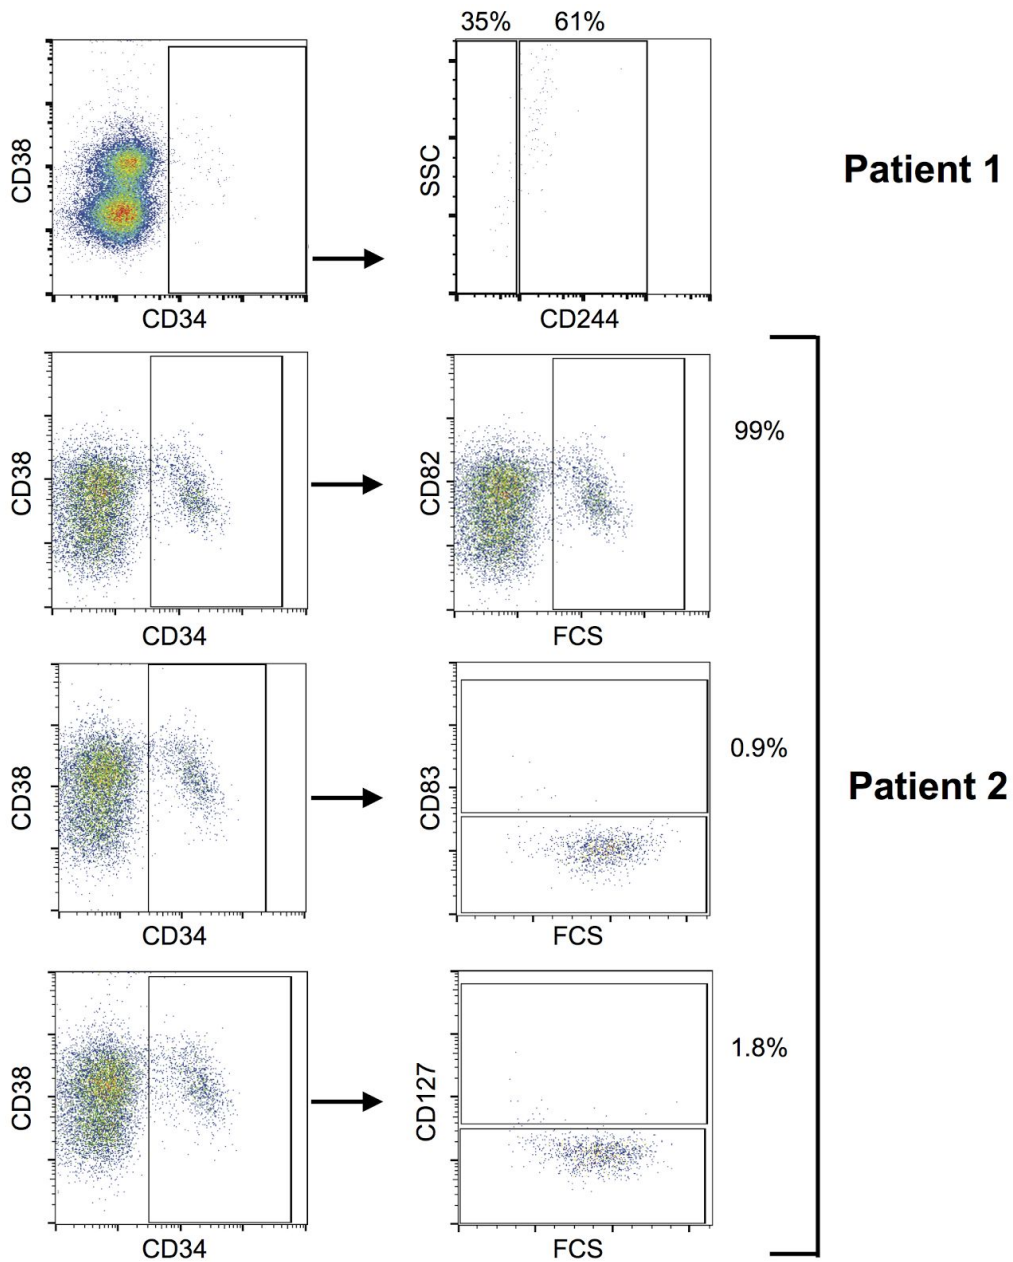 35% 61%
CD38
SSC
Patient 1
CD34
CD244
CD38
CD82
99%
CD34
FCS
CD38
CD83
0.9%
Patient 2
CD34
FCS
CD38
CD127
1.8%
CD34
FCS